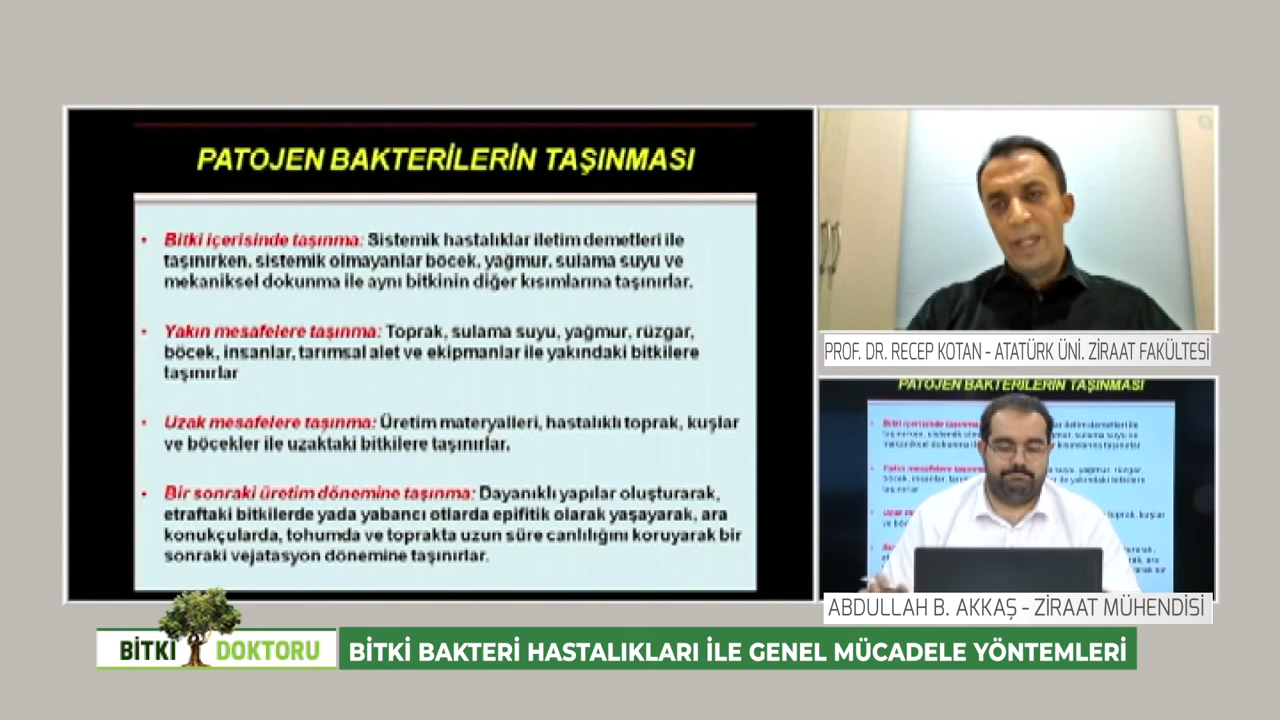 PATOJEN BAKTERİLERİN TAŞINMASI
• Bitki içerisinde taşınma: Sistemik hastalıklar iletim demetleri ile
taşınırken, sistemik olmayanlar böcek, yağmur, sulama suyu ve
mekaniksel dokunma ile aynı bitkinin diğer kısımlarına taşınırlar.
• Yakın mesafelere taşınma: Toprak, sulama suyu, yağmur, rüzgar,
böcek, insanlar, tarımsal alet ve ekipmanlar ile yakındaki bitkilere
taşınırlar
• Uzak mesafelere taşınma: Üretim materyalleri, hastalıklı toprak, kuşlar
ve böcekler ile uzaktaki bitkilere taşınırlar.
• Bir sonraki üretim dönemine taşınma: Dayanıklı yapılar oluşturarak,
etraftaki bitkilerde yada yabancı otlarda epifitik olarak yaşayarak, ara
konukçularda, tohumda ve toprakta uzun süre canlılığını koruyarak bir
sonraki vejatasyon dönemine taşınırlar.
PROF. DR. RECEP KOTAN - ATATÜRK ÜNİ. ZİRAAT FAKÜLTESİ
PATOJEN BAKTERİLERİN TAŞINMASI
ABDULLAH B. AKKAŞ - ZİRAAT MÜHENDİSİ
BİTKİ DOKTORU
BİTKİ BAKTERİ HASTALIKLARI İLE GENEL MÜCADELE YÖNTEMLERİ